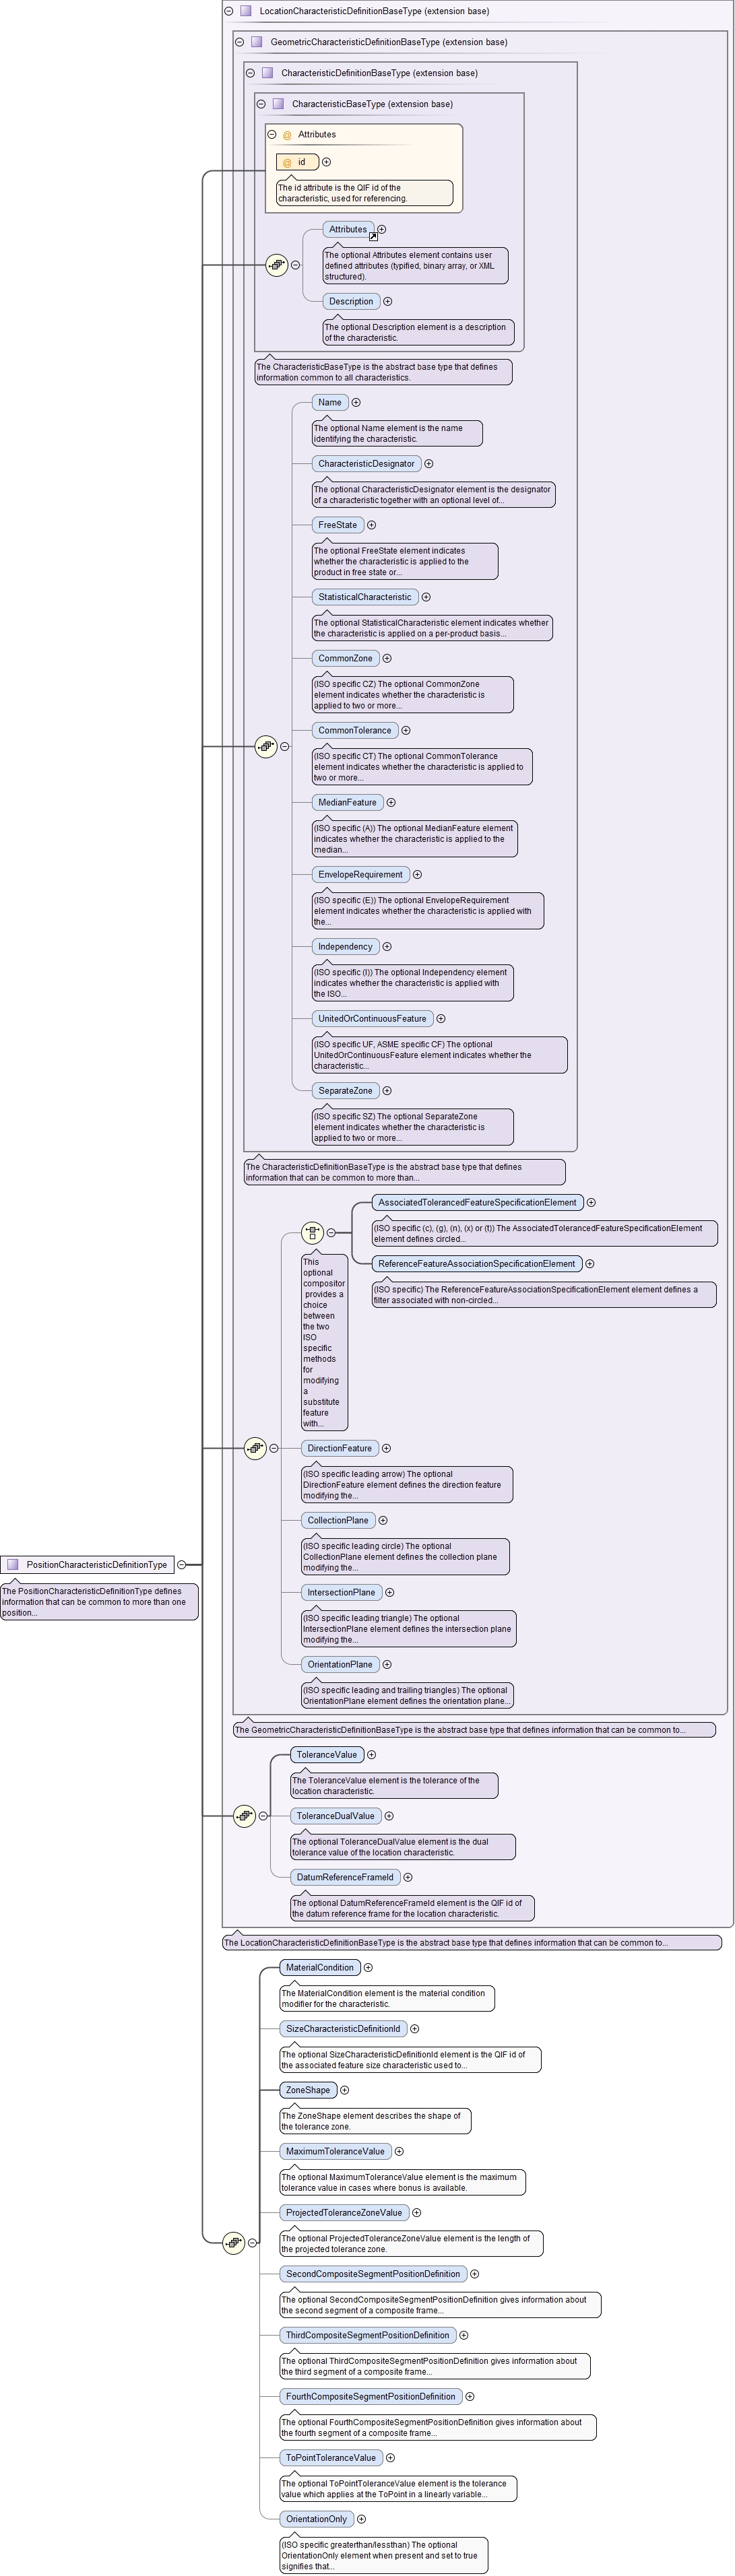 LocationCharacteristicDefinitionBaseType (extension base)
GeometricCharacteristicDefinitionBaseType (extension base)
CharacteristicDefinitionBaseType (extension base)
CharacteristicBaseType (extension base)
@ Attributes
@ id
The id attribute is the QIF id of the
characteristic, used for referencing.
Attributes
The optional Attributes element contains user
defined attributes (typified, binary array, or XML
structured).
Description
The optional Description element is a description
of the characteristic.
The CharacteristicBaseType is the abstract base type that defines
information common to all characteristics.
Name
The optional Name element is the name
identifying the characteristic.
CharacteristicDesignator
The optional CharacteristicDesignator element is the designator
of a characteristic together with an optional level of...
FreeState
The optional FreeState element indicates
whether the characteristic is applied to the
product in free state or...
StatisticalCharacteristic
The optional StatisticalCharacteristic element indicates whether
the characteristic is applied on a per-product basis...
CommonZone
(ISO specific CZ) The optional CommonZone
element indicates whether the characteristic is
applied to two or more...
CommonTolerance
(ISO specific CT) The optional CommonTolerance
element indicates whether the characteristic is applied to
two or more...
MedianFeature
(ISO specific (A)) The optional MedianFeature element
indicates whether the characteristic is applied to the
median...
EnvelopeRequirement
(ISO specific (E)) The optional EnvelopeRequirement
element indicates whether the characteristic is applied with
the...
Independency
(ISO specific (I)) The optional Independency element
indicates whether the characteristic is applied with
the ISO...
UnitedOrContinuousFeature
(ISO specific UF, ASME specific CF) The optional
UnitedOrContinuousFeature element indicates whether the
characteristic...
SeparateZone
(ISO specific SZ) The optional SeparateZone
element indicates whether the characteristic is
applied to two or more...
The CharacteristicDefinitionBaseType is the abstract base type that defines
information that can be common to more than...
AssociatedTolerancedFeatureSpecificationElement
(ISO specific (c), (g), (n), (x) or (t)) The AssociatedTolerancedFeatureSpecificationElement
element defines circled...
ReferenceFeatureAssociationSpecificationElement
(ISO specific) The ReferenceFeatureAssociationSpecificationElement element defines a
filter associated with non-circled...
This
optional
compositor
provides a
choice
between
the two
ISO
specific
methods
for
modifying
a
substitute
feature
with...
DirectionFeature
(ISO specific leading arrow) The optional
DirectionFeature element defines the direction feature
modifying the...
CollectionPlane
(ISO specific leading circle) The optional
CollectionPlane element defines the collection plane
modifying the...
IntersectionPlane
(ISO specific leading triangle) The optional
IntersectionPlane element defines the intersection plane
modifying the...
OrientationPlane
(ISO specific leading and trailing triangles) The optional
OrientationPlane element defines the orientation plane...
PositionCharacteristicDefinitionType
The PositionCharacteristicDefinitionType defines
information that can be common to more than one
position...
The GeometricCharacteristicDefinitionBaseType is the abstract base type that defines information that can be common to...
ToleranceValue
The ToleranceValue element is the tolerance of the
location characteristic.
ToleranceDualValue
The optional ToleranceDualValue element is the dual
tolerance value of the location characteristic.
DatumReferenceFrameId
The optional DatumReferenceFrameId element is the QIF id of
the datum reference frame for the location characteristic.
The LocationCharacteristicDefinitionBaseType is the abstract base type that defines information that can be common to...
MaterialCondition
The MaterialCondition element is the material condition
modifier for the characteristic.
SizeCharacteristicDefinitionId
The optional SizeCharacteristicDefinitionId element is the QIF id of
the associated feature size characteristic used to...
ZoneShape
The ZoneShape element describes the shape of
the tolerance zone.
MaximumToleranceValue
The optional MaximumToleranceValue element is the maximum
tolerance value in cases where bonus is available.
ProjectedToleranceZoneValue
The optional ProjectedToleranceZoneValue element is the length of
the projected tolerance zone.
SecondCompositeSegmentPositionDefinition
The optional SecondCompositeSegmentPositionDefinition gives information about
the second segment of a composite frame...
ThirdCompositeSegmentPositionDefinition
The optional ThirdCompositeSegmentPositionDefinition gives information about
the third segment of a composite frame...
FourthCompositeSegmentPositionDefinition
The optional FourthCompositeSegmentPositionDefinition gives information about
the fourth segment of a composite frame...
ToPointToleranceValue
The optional ToPointToleranceValue element is the tolerance
value which applies at the ToPoint in a linearly variable...
OrientationOnly
(ISO specific greaterthan/lessthan) The optional
OrientationOnly element when present and set to true
signifies that...